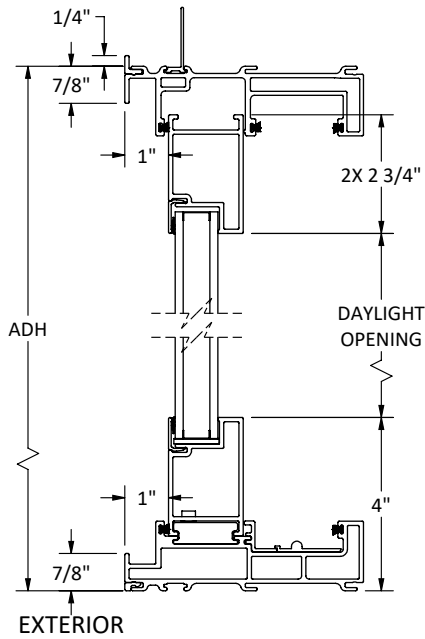 1/4"
7/8"
1"
2X 2 3/4"
ADH
DAYLIGHT
OPENING
1"
4"
7/8"
EXTERIOR